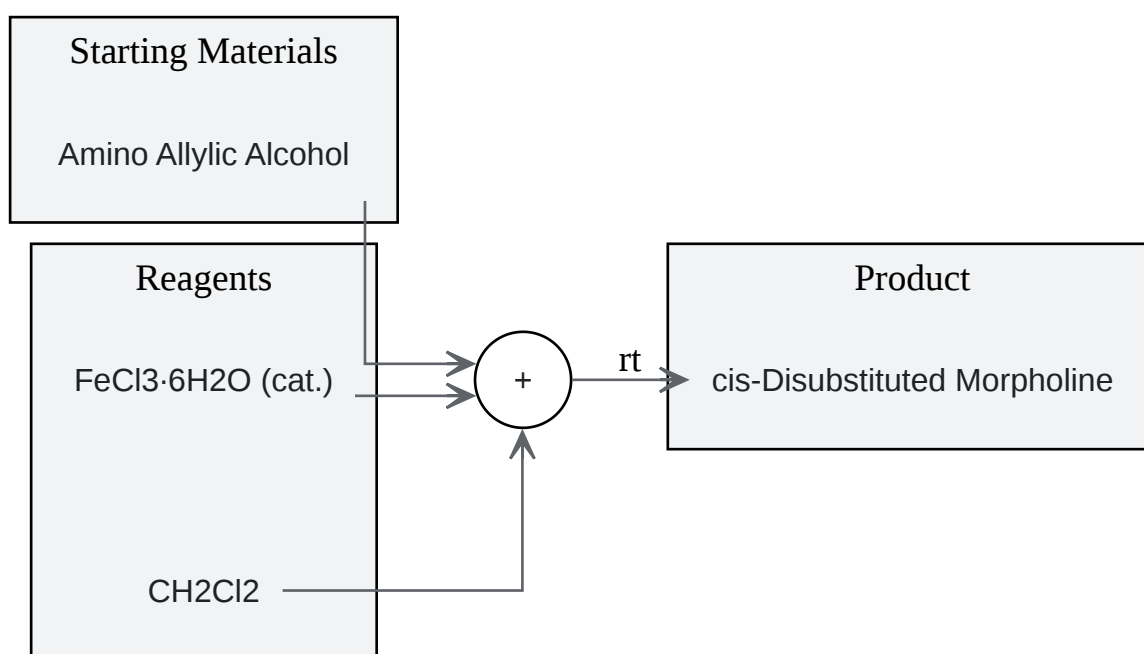 Starting Materials
Amino Allylic Alcohol
Reagents
FeCl3·6H2O (cat.)
CH2Cl2
+
rt
Product
cis-Disubstituted Morpholine